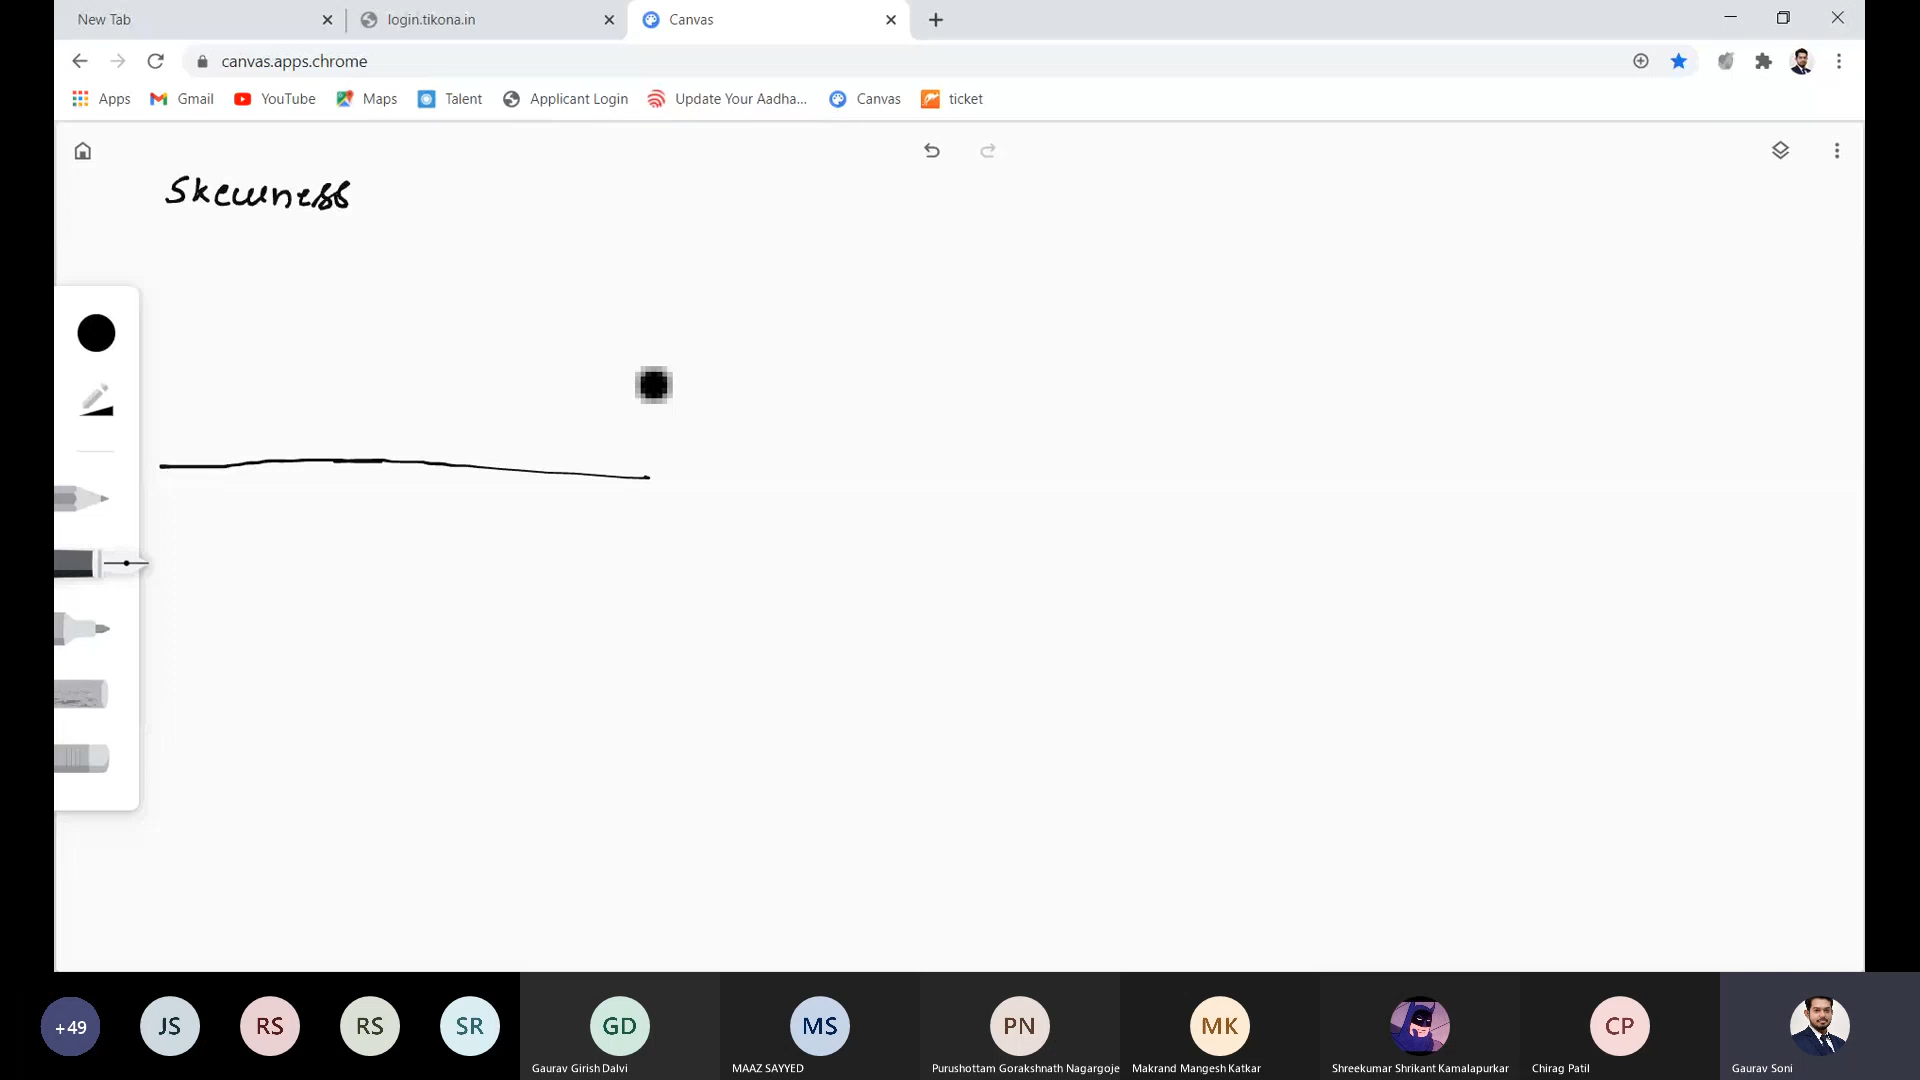 New Tab
login.tikona.in
Canvas
canvas.apps.chrome
Apps
Gmail
YouTube
Maps
Talent
Applicant Login
Update Your Aadha...
Canvas
ticket
Skewness
+49
JS
RS
RS
SR
GD
MS
PN
MK
CP
Gaurav Girish Dalvi
MAAZ SAYYED
Purushottam Gorakshnath Nagargoje
Makrand Mangesh Katkar
Shreekumar Shrikant Kamalapurkar
Chirag Patil
Gaurav Soni